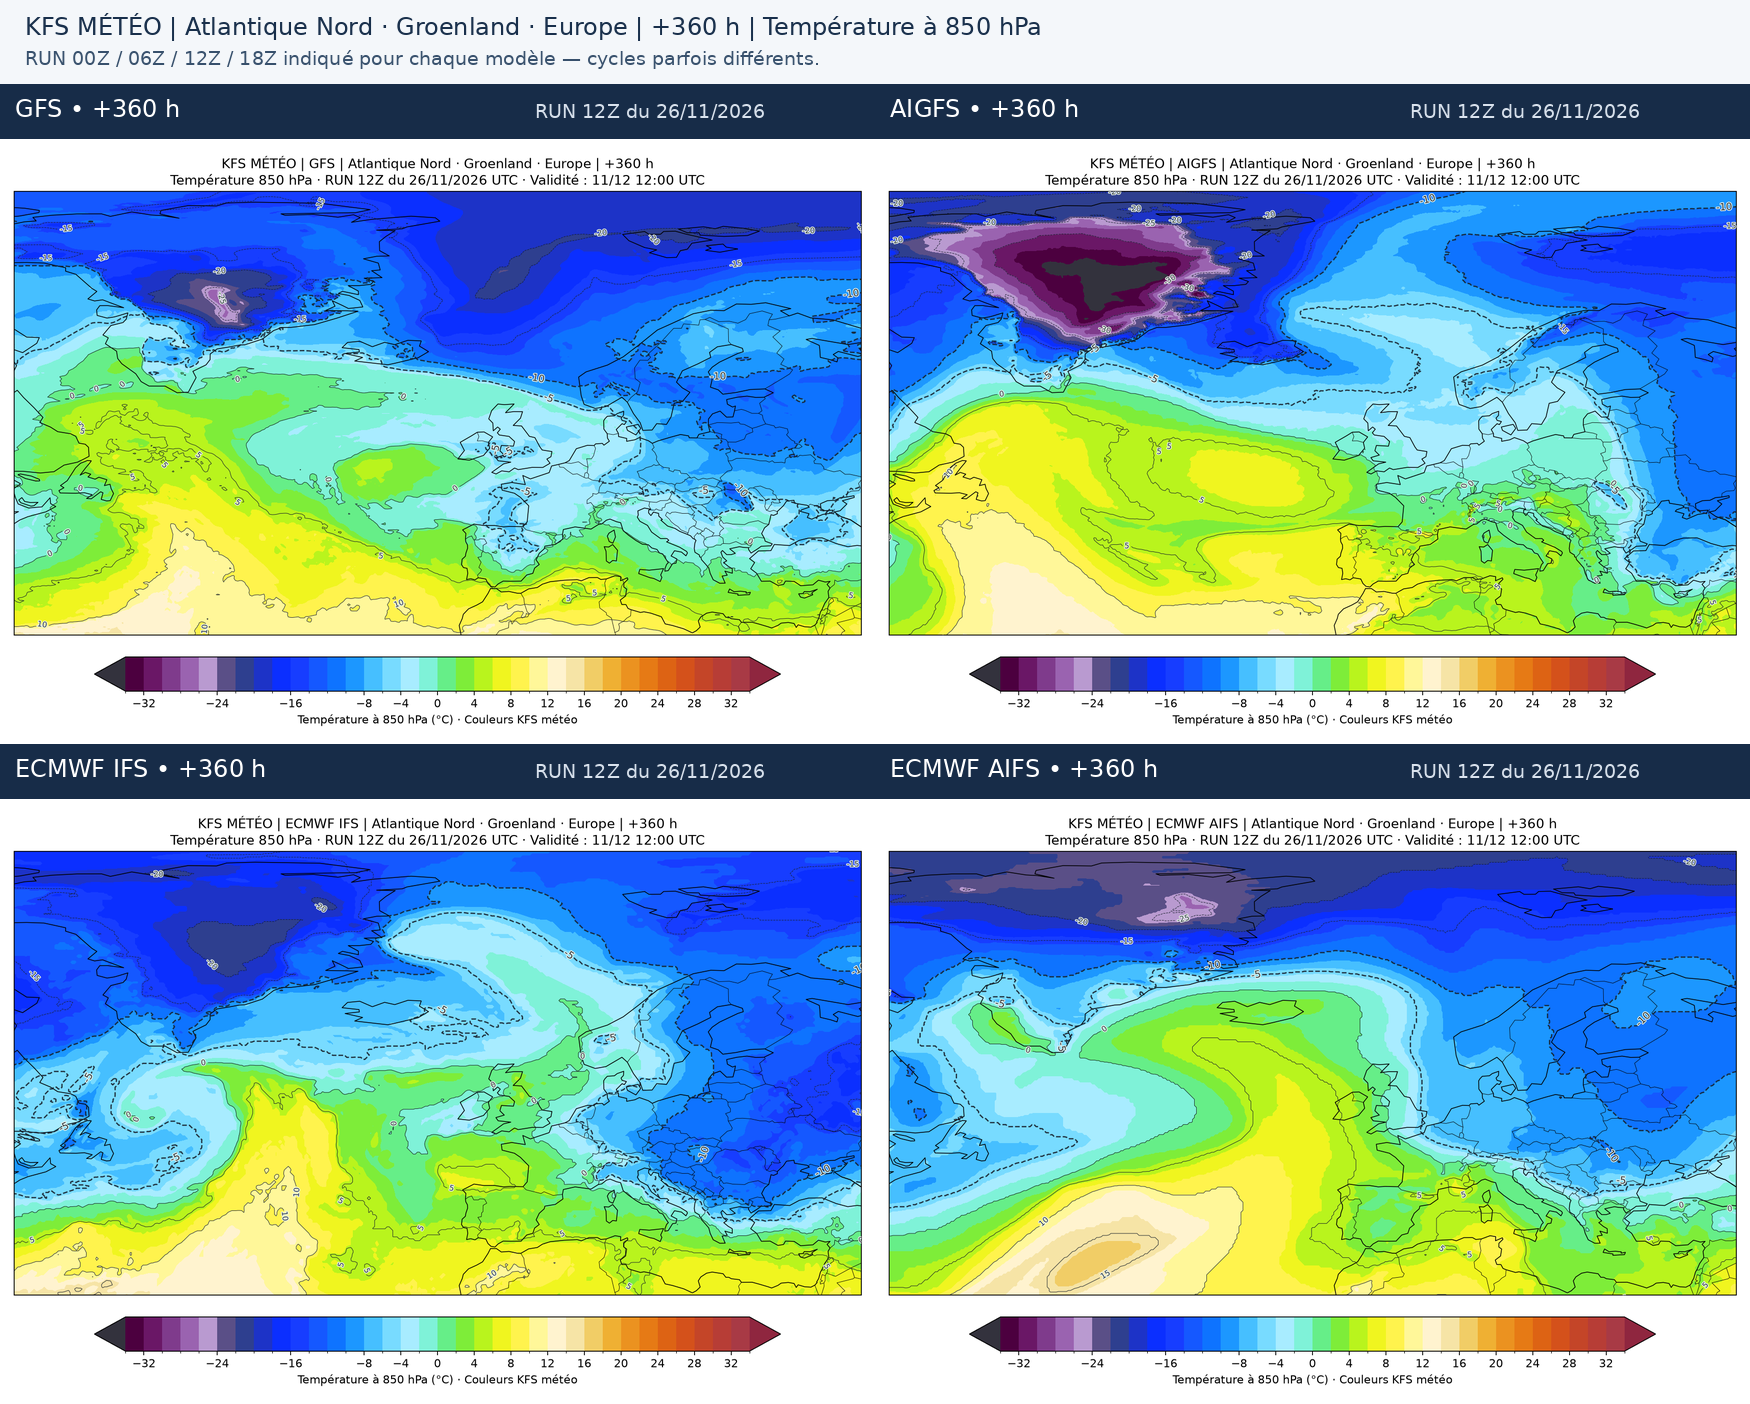 KFS MÉTÉO | Atlantique Nord · Groenland · Europe | +360 h | Température à 850 hPa
RUN 00Z / 06Z / 12Z / 18Z indiqué pour chaque modèle — cycles parfois différents.
GFS • +360 h
RUN 12Z du 26/11/2026
AIGFS • +360 h
RUN 12Z du 26/11/2026
KFS MÉTÉO | GFS | Atlantique Nord · Groenland · Europe | +360 h
Température 850 hPa · RUN 12Z du 26/11/2026 UTC · Validité : 11/12 12:00 UTC
KFS MÉTÉO | AIGFS | Atlantique Nord · Groenland · Europe | +360 h
Température 850 hPa · RUN 12Z du 26/11/2026 UTC · Validité : 11/12 12:00 UTC
−32 −24 −16 −8 −4 0 4 8 12 16 20 24 28 32
Température à 850 hPa (°C) · Couleurs KFS météo
−32 −24 −16 −8 −4 0 4 8 12 16 20 24 28 32
Température à 850 hPa (°C) · Couleurs KFS météo
ECMWF IFS • +360 h
RUN 12Z du 26/11/2026
ECMWF AIFS • +360 h
RUN 12Z du 26/11/2026
KFS MÉTÉO | ECMWF IFS | Atlantique Nord · Groenland · Europe | +360 h
Température 850 hPa · RUN 12Z du 26/11/2026 UTC · Validité : 11/12 12:00 UTC
KFS MÉTÉO | ECMWF AIFS | Atlantique Nord · Groenland · Europe | +360 h
Température 850 hPa · RUN 12Z du 26/11/2026 UTC · Validité : 11/12 12:00 UTC
−32 −24 −16 −8 −4 0 4 8 12 16 20 24 28 32
Température à 850 hPa (°C) · Couleurs KFS météo
−32 −24 −16 −8 −4 0 4 8 12 16 20 24 28 32
Température à 850 hPa (°C) · Couleurs KFS météo